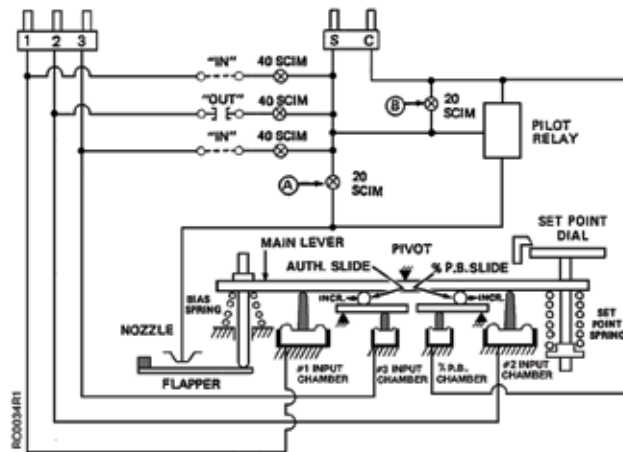 1 2 3
S C
"IN" 40 SCIM
"OUT" 40 SCIM
"IN" 40 SCIM
B 20 SCIM
PILOT RELAY
A 20 SCIM
SET POINT DIAL
MAIN LEVER
PIVOT
AUTH. SLIDE
% P.B. SLIDE
BIAS SPRING
INCR.
INCR.
SET POINT SPRING
NOZZLE
FLAPPER
#1 INPUT CHAMBER
#3 INPUT CHAMBER
% P.B. CHAMBER
#2 INPUT CHAMBER
RC0034R1